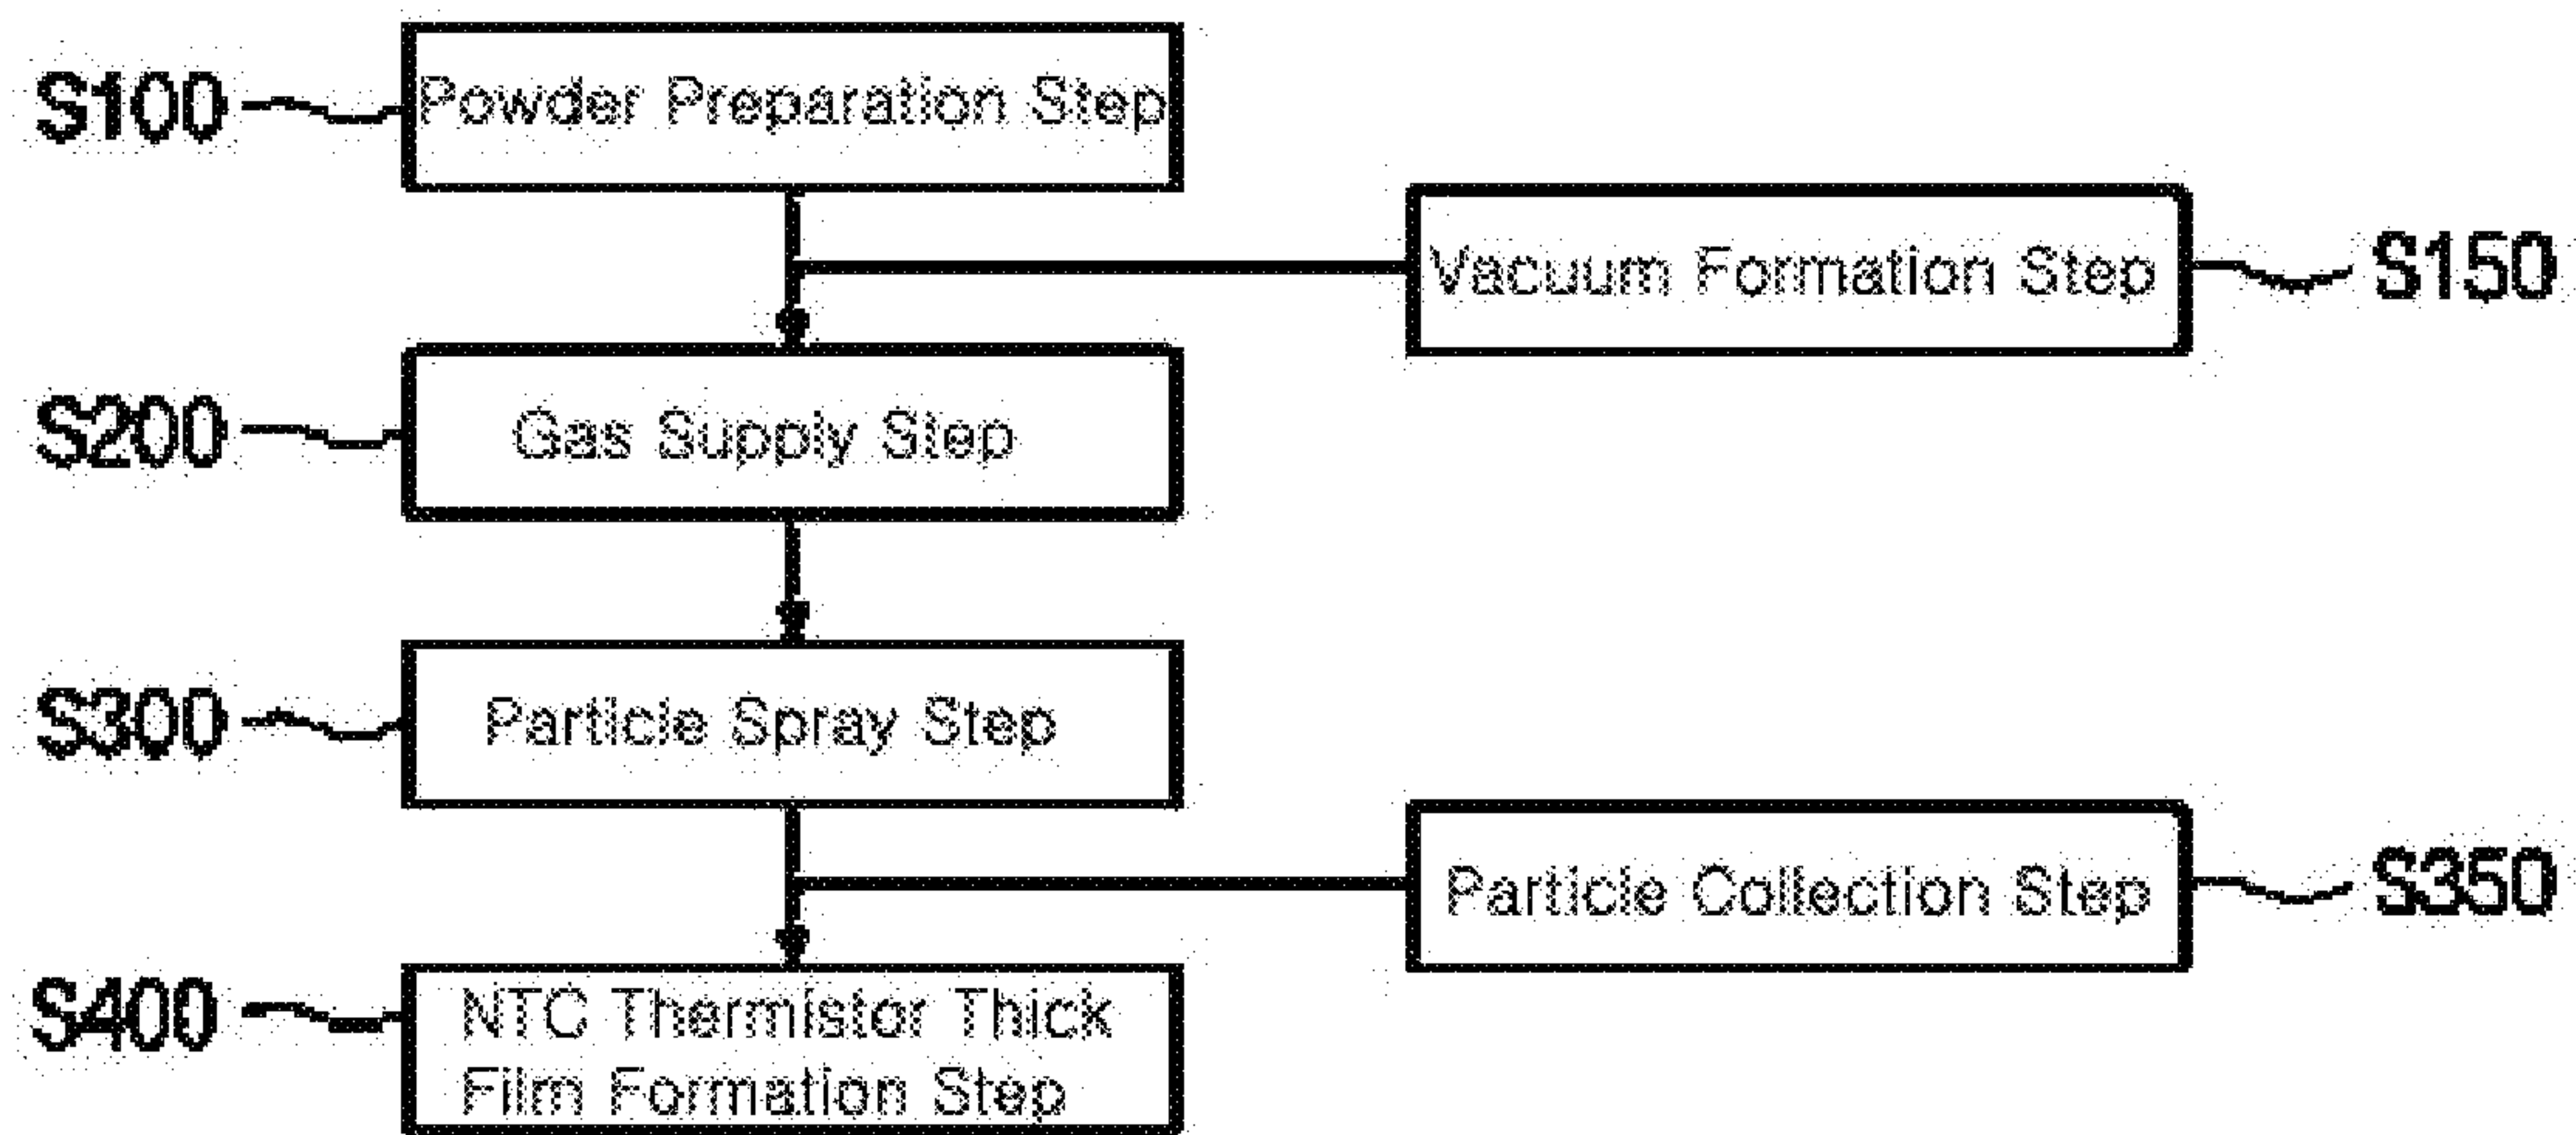 S100 Powder Preparation Step
Vacuum Formation Step S150
S200 Gas Supply Step
S300 Particle Spray Step
Particle Collection Step S350
S400 NTC Thermistor Thick
Film Formation Step